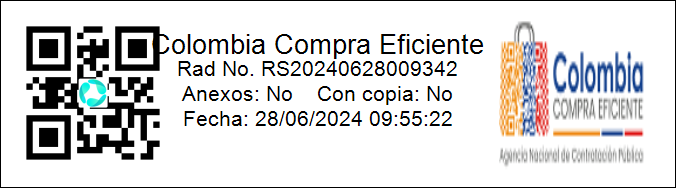 Colombia Compra Eficiente
Rad No. RS20240628009342
Anexos: No    Con copia: No
Fecha: 28/06/2024 09:55:22
Colombia
COMPRA EFICIENTE
Agencia Nacional de Contratación Pública